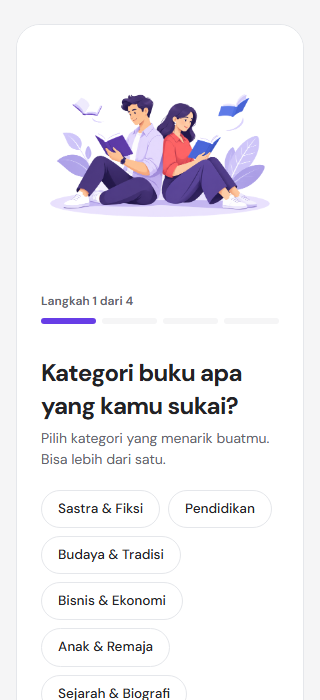 Langkah 1 dari 4
Kategori buku apa
yang kamu sukai?
Pilih kategori yang menarik buatmu.
Bisa lebih dari satu.
Sastra & Fiksi
Pendidikan
Budaya & Tradisi
Bisnis & Ekonomi
Anak & Remaja
Sejarah & Biografi